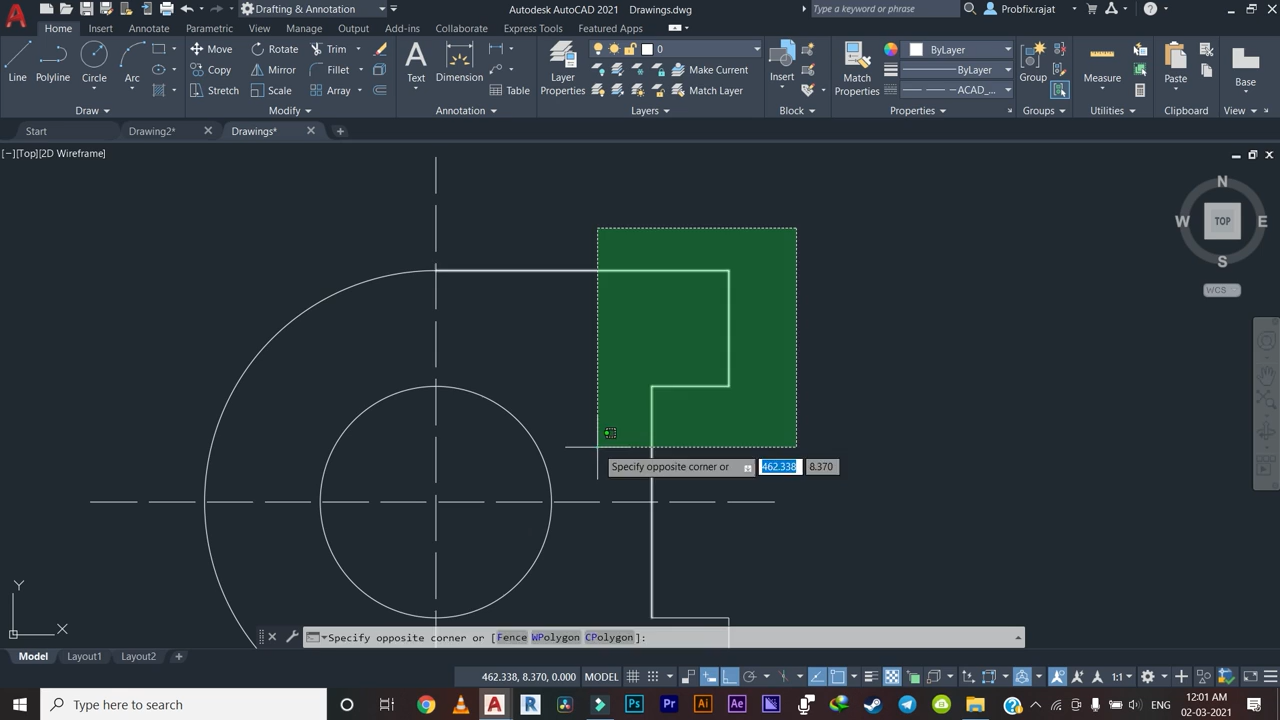 Drafting & Annotation
Autodesk AutoCAD 2021 Drawings.dwg
Type a keyword or phrase
Probfix.rajat
Home Insert Annotate Parametric View Manage Output Add-ins Collaborate Express Tools Featured Apps
Line
Polyline
Circle
Arc
Move
Copy
Stretch
Rotate
Mirror
Scale
Trim
Fillet
Array
Text
Dimension
Table
Layer Properties
0
Make Current
Match Layer
Insert
Match Properties
ByLayer
ByLayer
ACAD_...
Group
Measure
Paste
Base
Draw
Modify
Annotation
Layers
Block
Properties
Groups
Utilities
Clipboard
View
Start Drawing2* Drawings*
[−][Top][2D Wireframe]
N
W TOP E
S
WCS
Specify opposite corner or 462.338 8.370
Y
X
Specify opposite corner or [Fence WPolygon CPolygon]:
Model Layout1 Layout2
462.338, 8.370, 0.000 MODEL
1:1
Type here to search
R
Ps
Pr
Ai
Ae
ENG
12:01 AM
02-03-2021